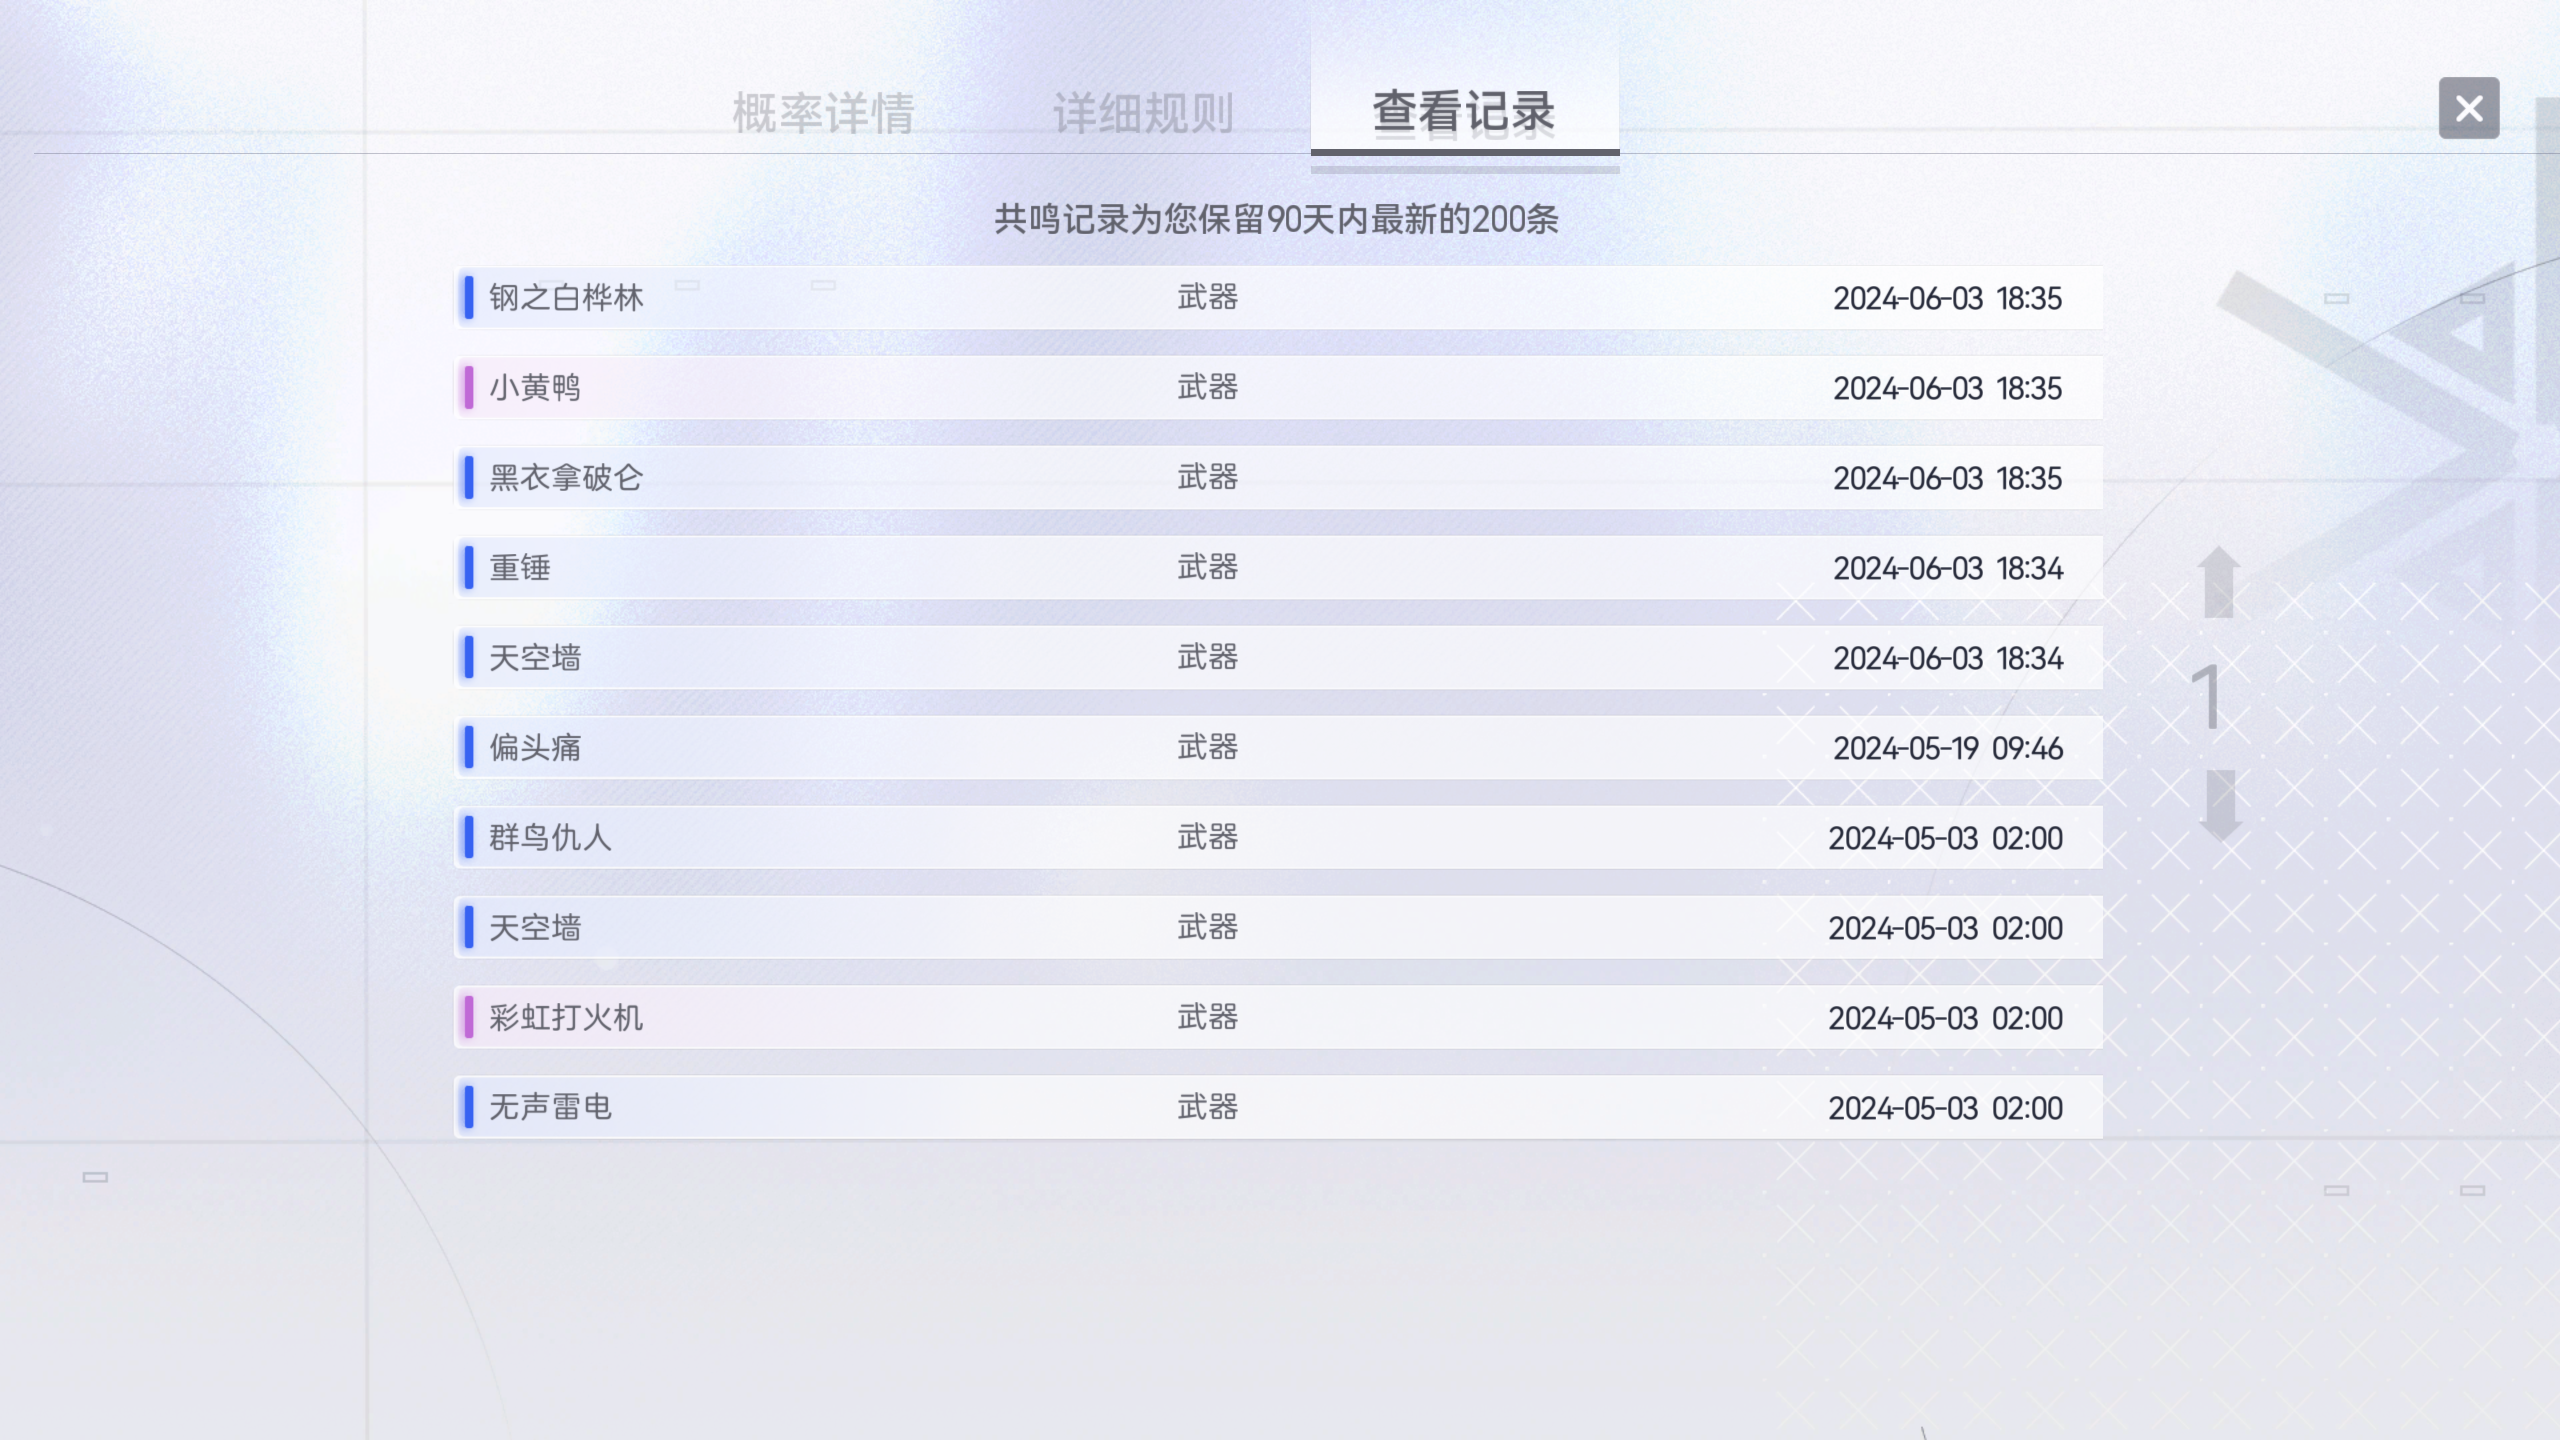 概率详情 详细规则 查看记录
共鸣记录为您保留90天内最新的200条
钢之白桦林 武器 2024-06-03 18:35
小黄鸭 武器 2024-06-03 18:35
黑衣拿破仑 武器 2024-06-03 18:35
重锤 武器 2024-06-03 18:34
天空墙 武器 2024-06-03 18:34
偏头痛 武器 2024-05-19 09:46
群鸟仇人 武器 2024-05-03 02:00
天空墙 武器 2024-05-03 02:00
彩虹打火机 武器 2024-05-03 02:00
无声雷电 武器 2024-05-03 02:00
1